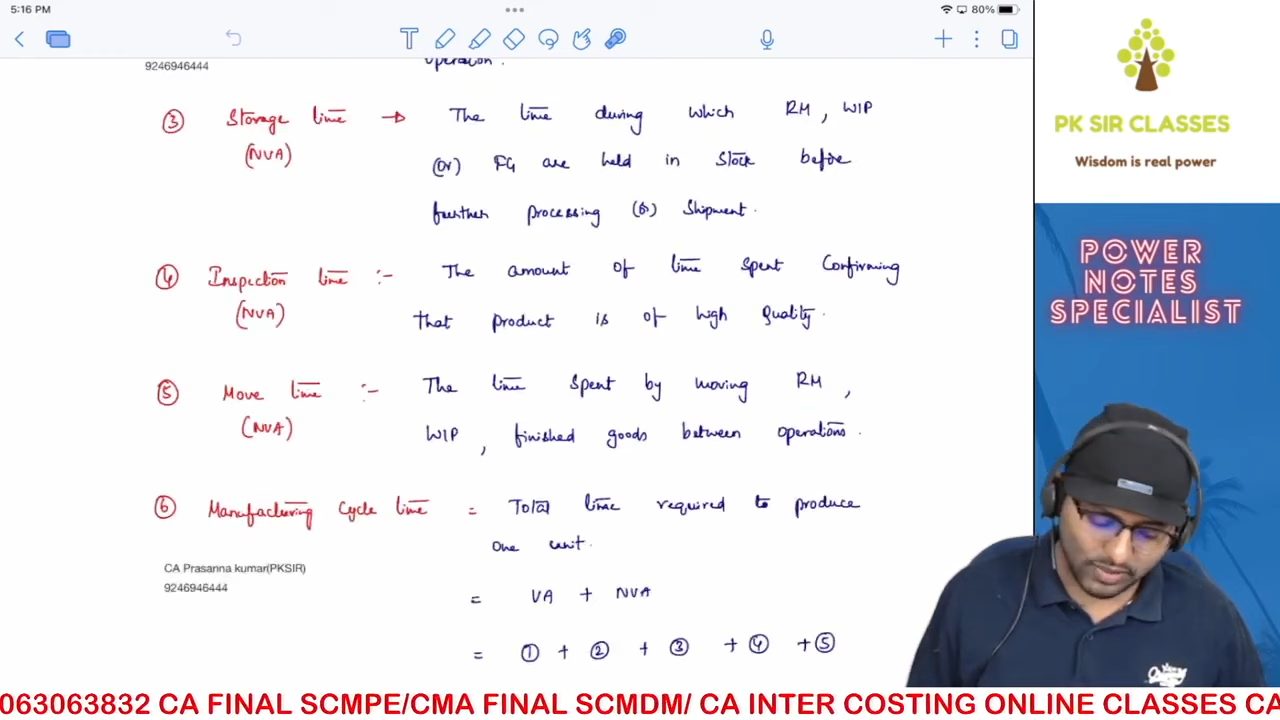 5:16 PM
80%
T
9246946444
operation.
③ Storage time → The time during which RM, WIP
(NVA)
(or) FG are held in stock before
further processing (or) Shipment.
④ Inspection time :- The amount of time spent Confirming
(NVA)
that product is of high Quality.
⑤ Move time :- The time spent by moving RM,
(NVA)
WIP, finished goods between operations.
⑥ Manufacturing Cycle time = Total time required to produce
One unit.
CA Prasanna kumar(PKSIR)
9246946444
= VA + NVA
= ① + ② + ③ + ④ + ⑤
PK SIR CLASSES
Wisdom is real power
POWER
NOTES
SPECIALIST
063063832 CA FINAL SCMPE/CMA FINAL SCMDM/ CA INTER COSTING ONLINE CLASSES CA